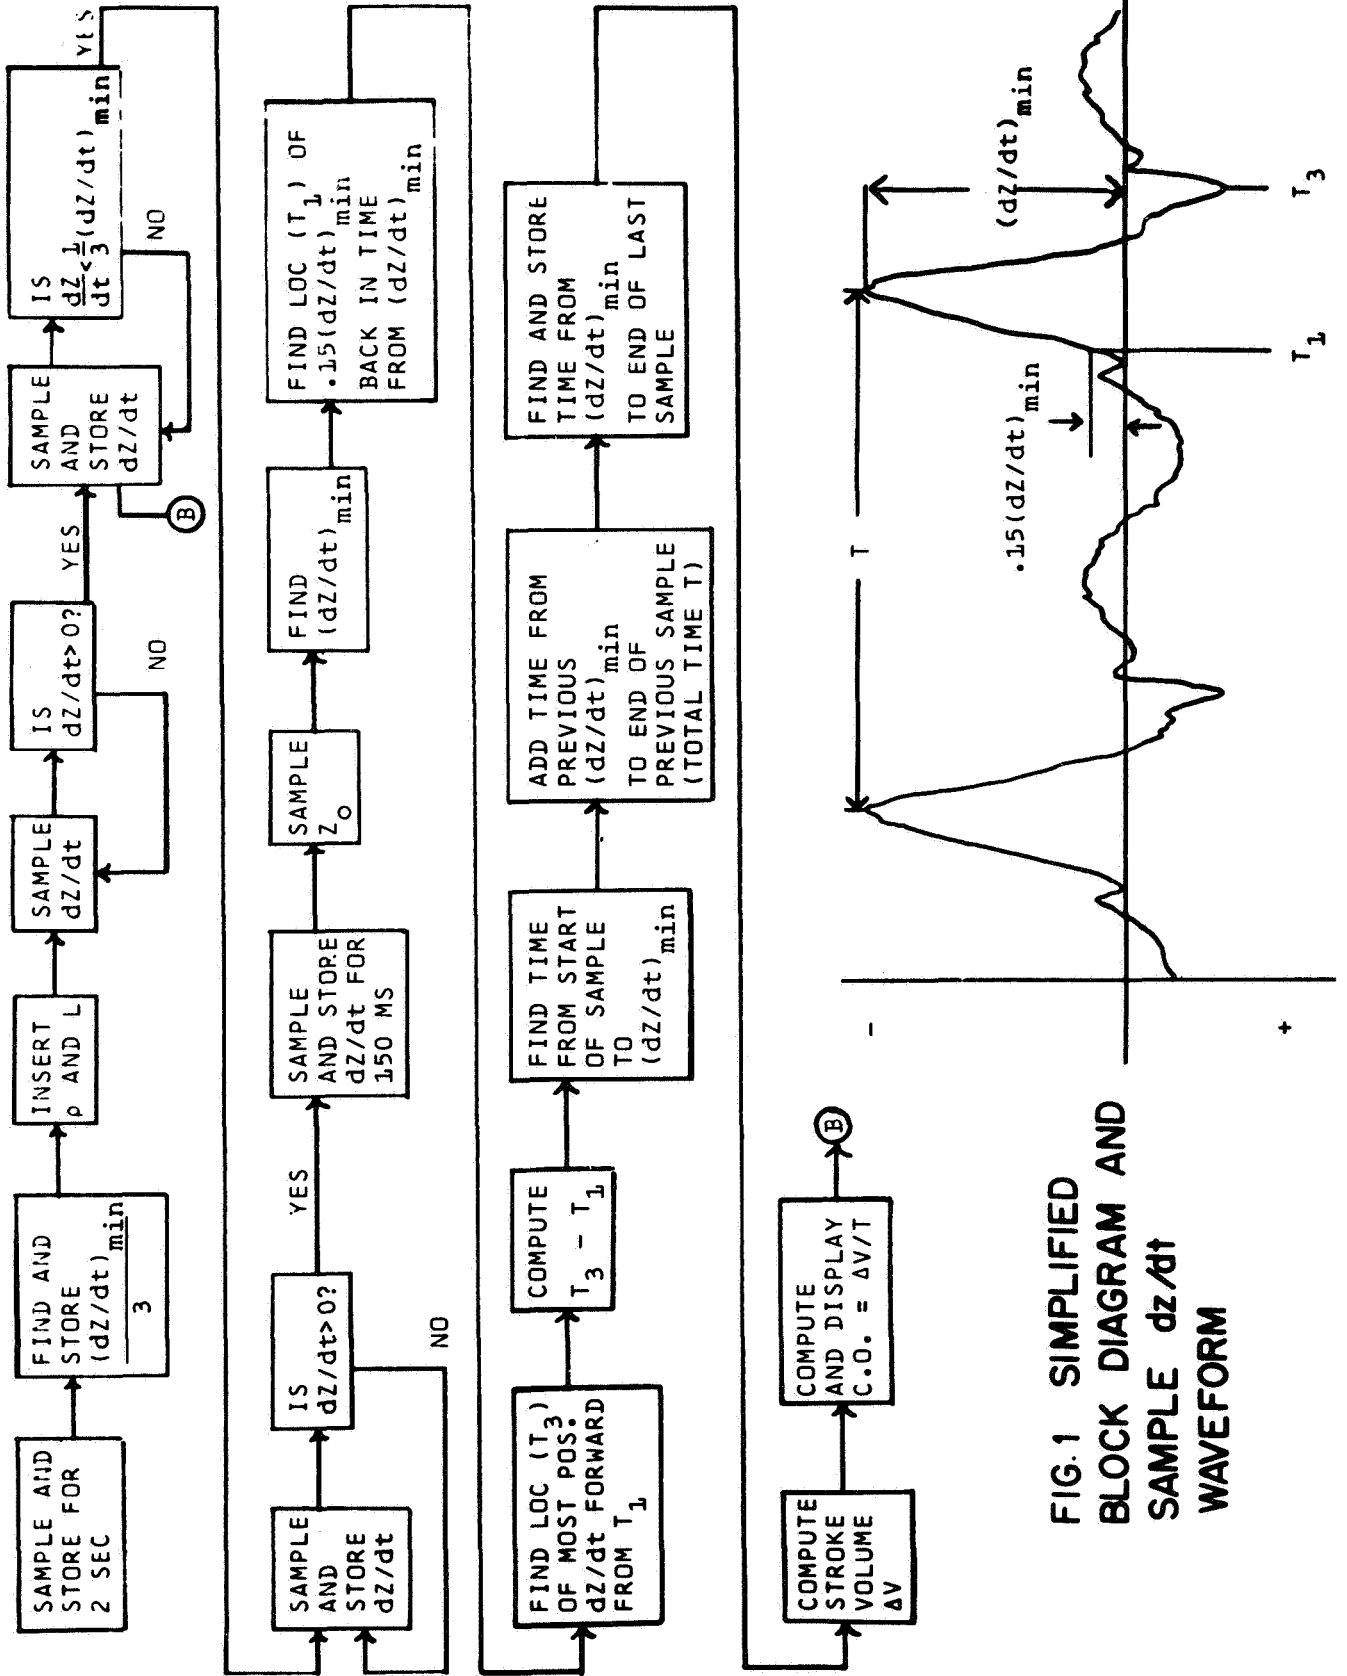 SAMPLE AND
STORE FOR
2 SEC
FIND AND
STORE
(dZ/dt)min
3
INSERT
ρ AND L
SAMPLE
dZ/dt
IS
dZ/dt>0?
YES
NO
SAMPLE
AND
STORE
dZ/dt
B
IS
dZ/dt<1/3(dZ/dt)min
YES
NO
SAMPLE
AND
STORE
dZ/dt
IS
dZ/dt>0?
YES
NO
SAMPLE
AND STORE
dZ/dt FOR
150 MS
SAMPLE
Zo
FIND
(dZ/dt)min
FIND LOC (T1) OF
.15(dZ/dt)min
BACK IN TIME
FROM (dZ/dt)min
FIND LOC (T3)
OF MOST POS.
dZ/dt FORWARD
FROM T1
COMPUTE
T3 - T1
FIND TIME
FROM START
OF SAMPLE
TO
(dZ/dt)min
ADD TIME FROM
PREVIOUS
(dZ/dt)min
TO END OF
PREVIOUS SAMPLE
(TOTAL TIME T)
FIND AND STORE
TIME FROM
(dZ/dt)min
TO END OF LAST
SAMPLE
COMPUTE
STROKE
VOLUME
ΔV
COMPUTE
AND DISPLAY
C.O. = ΔV/T
B
-
+
T
.15(dZ/dt)min
(dZ/dt)min
T1
T3
FIG.1 SIMPLIFIED
BLOCK DIAGRAM AND
SAMPLE dz/dt
WAVEFORM